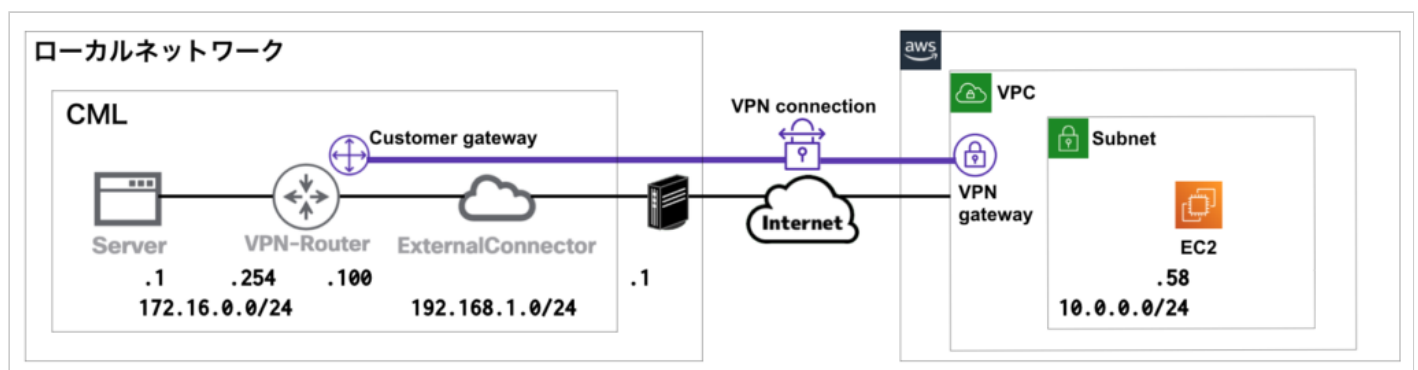 ローカルネットワーク
aws
CML
VPC
VPN connection
Customer gateway
Subnet
Internet
VPN
gateway
Server
VPN-Router
ExternalConnector
EC2
.1
.254
.100
.1
.58
172.16.0.0/24
192.168.1.0/24
10.0.0.0/24